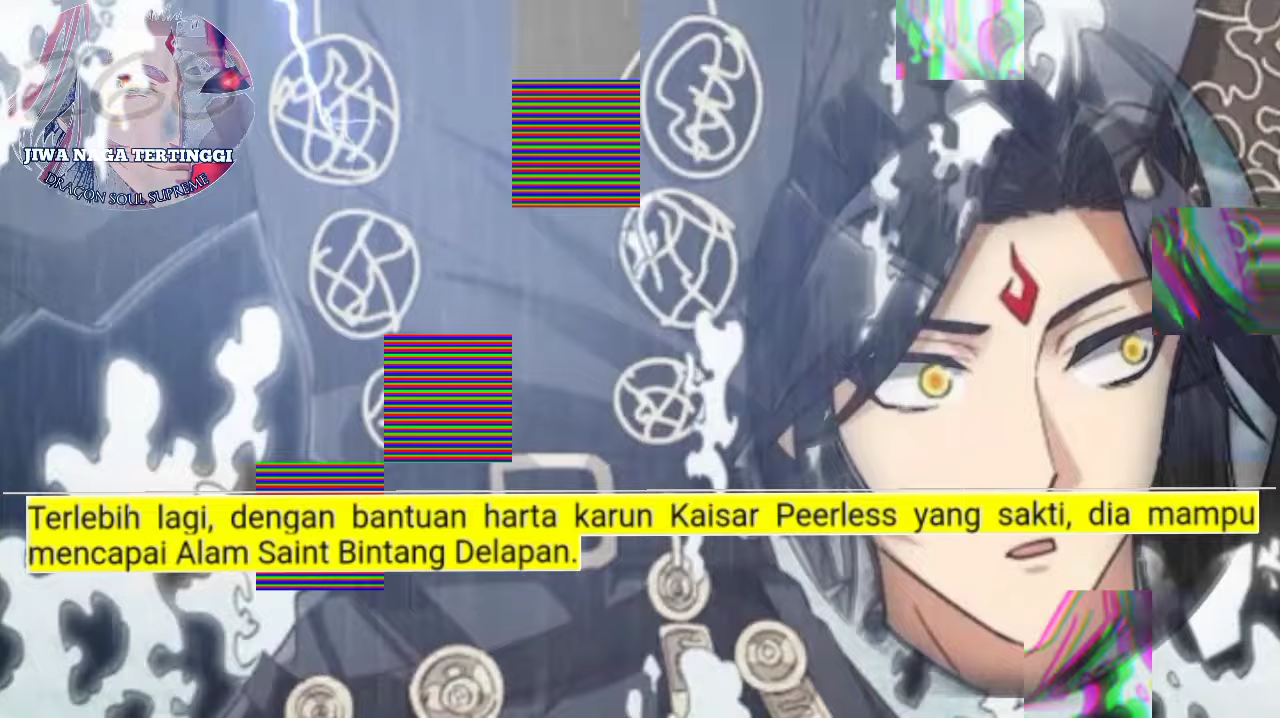 JIWA NAGA TERTINGGI
DRAGON SOUL SUPREME
Terlebih lagi, dengan bantuan harta karun Kaisar Peerless yang sakti, dia mampu
mencapai Alam Saint Bintang Delapan.